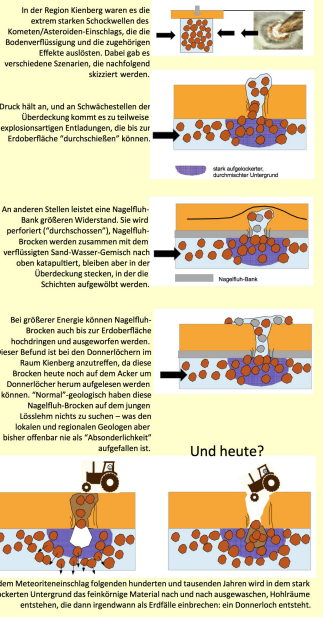 In der Region Kienberg waren es die
extrem starken Schockwellen des
Kometen/Asteroiden-Einschlags, die die
Bodenverflüssigung und die zugehörigen
Effekte auslösten. Dabei gab es
verschiedene Szenarien, die nachfolgend
skizziert werden.
Druck hält an, und an Schwächestellen der
Überdeckung kommt es zu teilweise
explosionsartigen Entladungen, die bis zur
Erdoberfläche “durchschießen” können.
stark aufgelockerter,
durchmischter Untergrund
An anderen Stellen leistet eine Nagelfluh-
Bank größeren Widerstand. Sie wird
perforiert (“durchschossen”), Nagelfluh-
Brocken werden zusammen mit dem
verflüssigten Sand-Wasser-Gemisch nach
oben katapultiert, bleiben aber in der
Überdeckung stecken, in der die
Schichten aufgewölbt werden.
Nagelfluh-Bank
Bei größerer Energie können Nagelfluh-
Brocken auch bis zur Erdoberfläche
hochdringen und ausgeworfen werden.
Dieser Befund ist bei den Donnerlöchern im
Raum Kienberg anzutreffen, da diese
Brocken heute noch auf dem Acker um
Donnerlöcher herum aufgelesen werden
können. “Normal”-geologisch haben diese
Nagelfluh-Brocken auf dem jungen
Lösslehm nichts zu suchen – was den
lokalen und regionalen Geologen aber
bisher offenbar nie als “Absonderlichkeit”
aufgefallen ist.
Und heute?
dem Meteoriteneinschlag folgenden hunderten und tausenden Jahren wird in dem stark
ockerten Untergrund das feinkörnige Material nach und nach ausgewaschen, Hohlräume
entstehen, die dann irgendwann als Erdfälle einbrechen: ein Donnerloch entsteht.